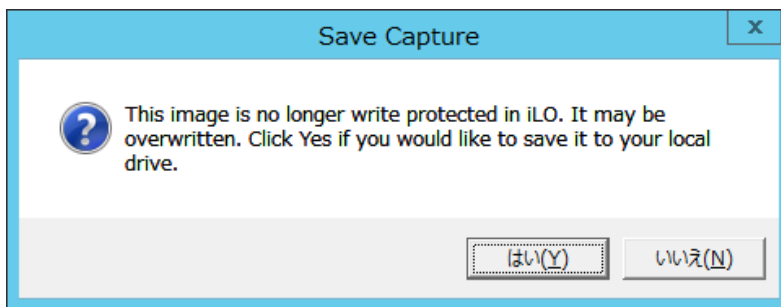 Save Capture
x
This image is no longer write protected in iLO. It may be
overwritten. Click Yes if you would like to save it to your local
drive.
はい(Y)
いいえ(N)